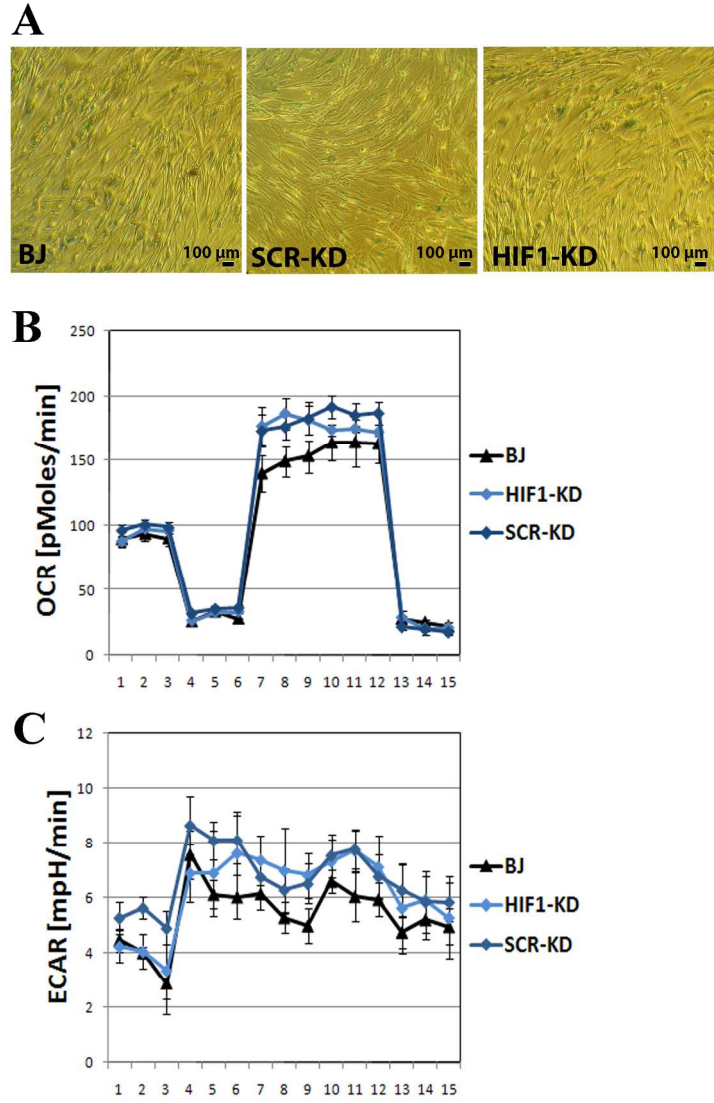 A
BJ
100 μm
SCR-KD
100 μm
HIF1-KD
100 μm
B
OCR [pMoles/min]
250
200
150
100
50
0
1 2 3 4 5 6 7 8 9 10 11 12 13 14 15
BJ
HIF1-KD
SCR-KD
C
ECAR [mpH/min]
12
10
8
6
4
2
0
1 2 3 4 5 6 7 8 9 10 11 12 13 14 15
BJ
HIF1-KD
SCR-KD